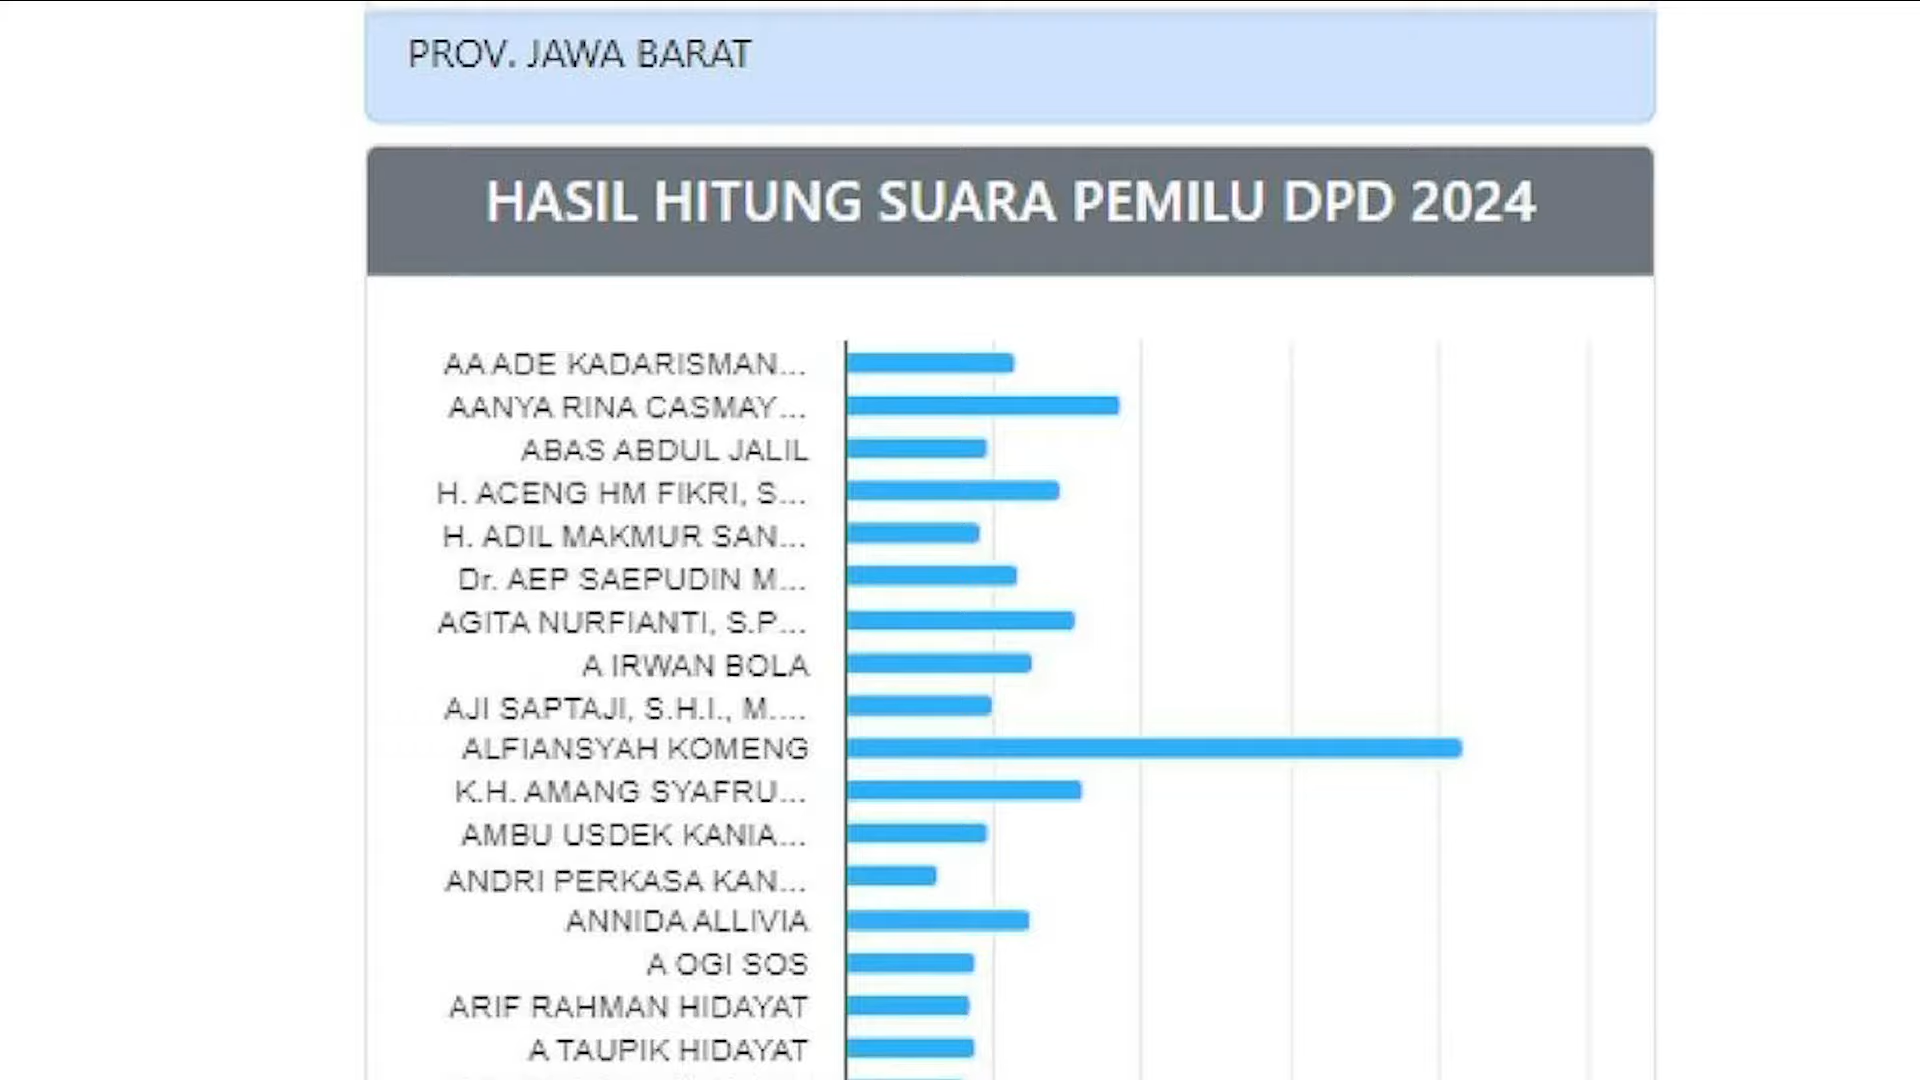 PROV. JAWA BARAT
HASIL HITUNG SUARA PEMILU DPD 2024
AA ADE KADARISMAN...
AANYA RINA CASMAY...
ABAS ABDUL JALIL
H. ACENG HM FIKRI, S...
H. ADIL MAKMUR SAN...
Dr. AEP SAEPUDIN M...
AGITA NURFIANTI, S.P...
A IRWAN BOLA
AJI SAPTAJI, S.H.I., M....
ALFIANSYAH KOMENG
K.H. AMANG SYAFRU...
AMBU USDEK KANIA...
ANDRI PERKASA KAN...
ANNIDA ALLIVIA
A OGI SOS
ARIF RAHMAN HIDAYAT
A TAUPIK HIDAYAT